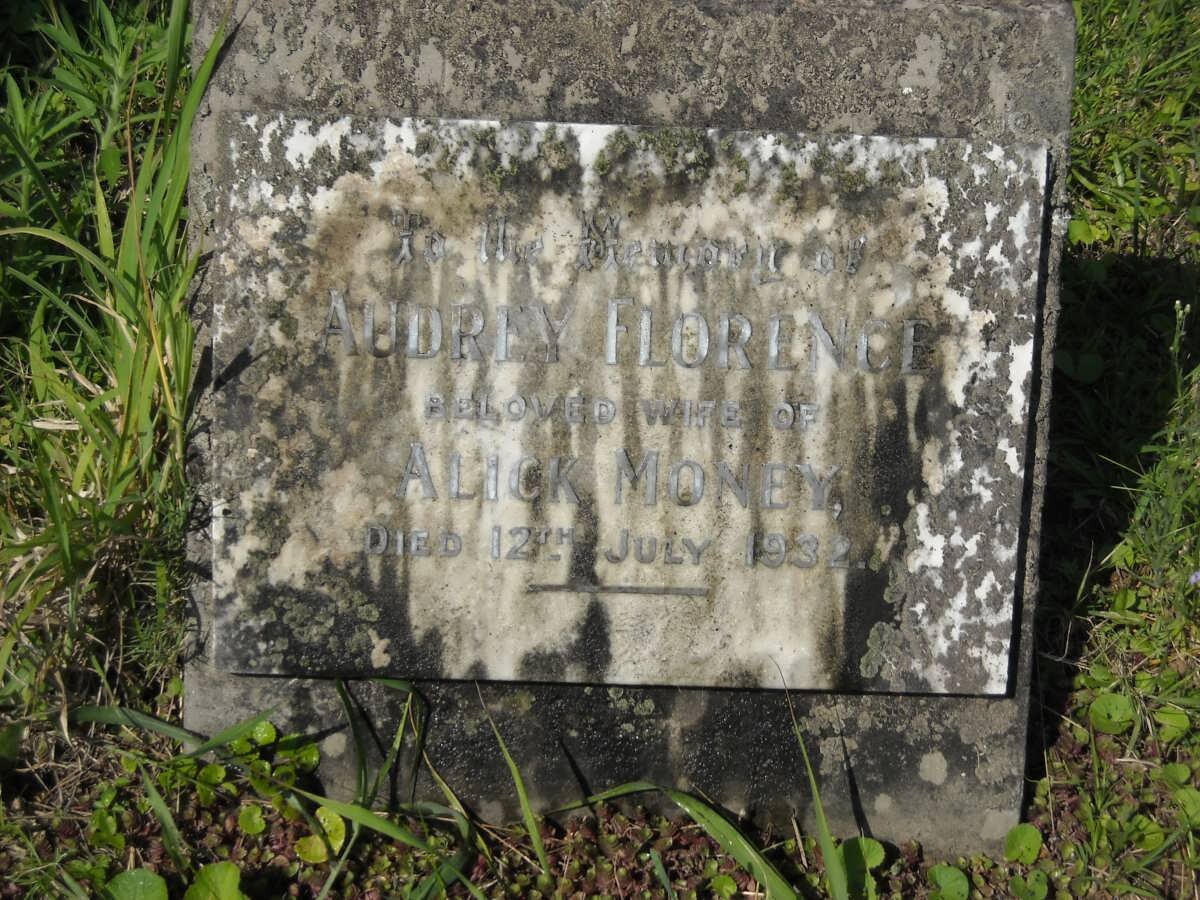 To the Memory of
AUDREY FLORENCE
BELOVED WIFE OF
ALICK MONEY,
DIED 12TH JULY 1932.